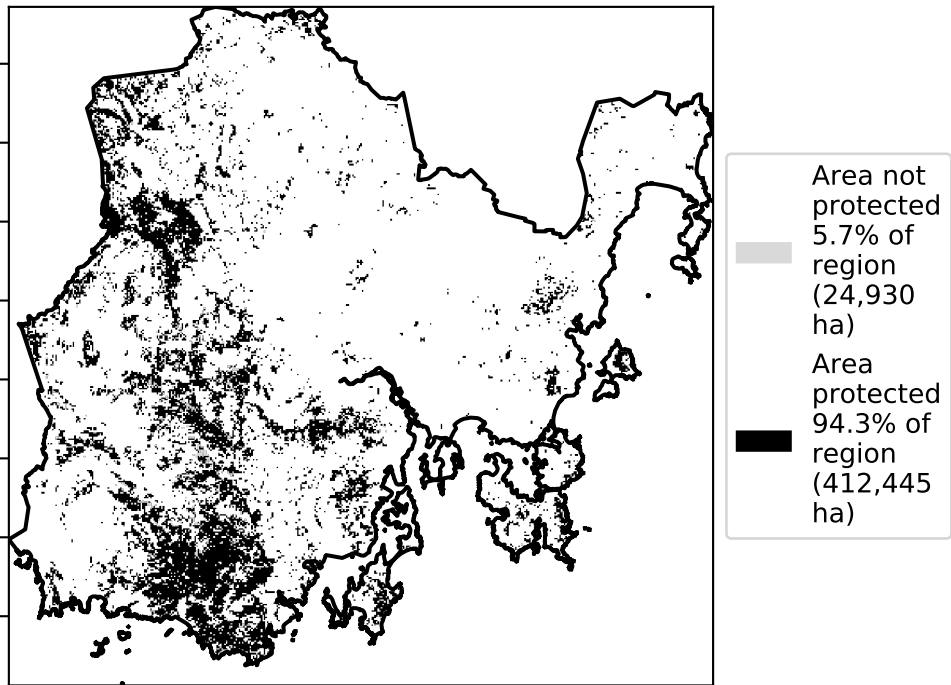 Area not
protected
5.7% of
region
(24,930
ha)
Area
protected
94.3% of
region
(412,445
ha)